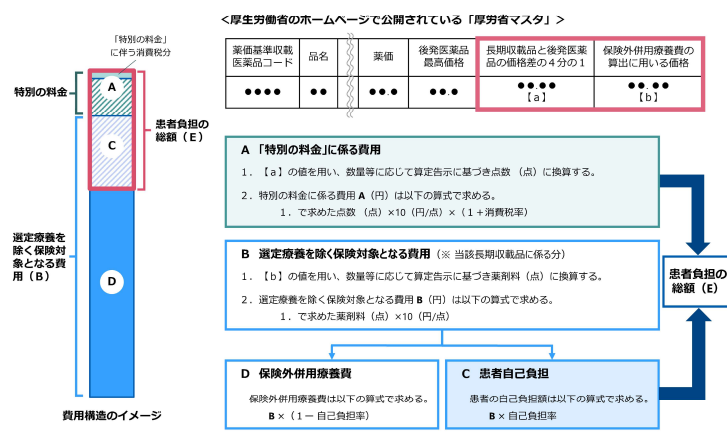 <厚生労働省のホームページで公開されている「厚労省マスタ」>
「特別の料金」
に伴う消費税分
特別の料金
A
C
患者負担の
総額（E）
選定療養を
除く保険対
象となる費
用（B）
D
費用構造のイメージ
薬価基準収載
医薬品コード
品名
薬価
後発医薬品
最高価格
長期収載品と後発医薬
品の価格差の４分の１
保険外併用療養費の
算出に用いる価格
●●●●
●●
●●.●
●●.●
●●.●●
【a】
●●.●●
【b】
A 「特別の料金」に係る費用
１．【a】の値を用い、数量等に応じて算定告示に基づき点数（点）に換算する。
２．特別の料金に係る費用 A（円）は以下の算式で求める。
１．で求めた点数（点）×10（円/点）×（１＋消費税率）
B 選定療養を除く保険対象となる費用（※ 当該長期収載品に係る分）
１．【b】の値を用い、数量等に応じて算定告示に基づき薬剤料（点）に換算する。
２．選定療養を除く保険対象となる費用 B（円）は以下の算式で求める。
１．で求めた薬剤料（点）×10（円/点）
患者負担の
総額（E）
D 保険外併用療養費
保険外併用療養費は以下の算式で求める。
B×（１－自己負担率）
C 患者自己負担
患者の自己負担額は以下の算式で求める。
B×自己負担率